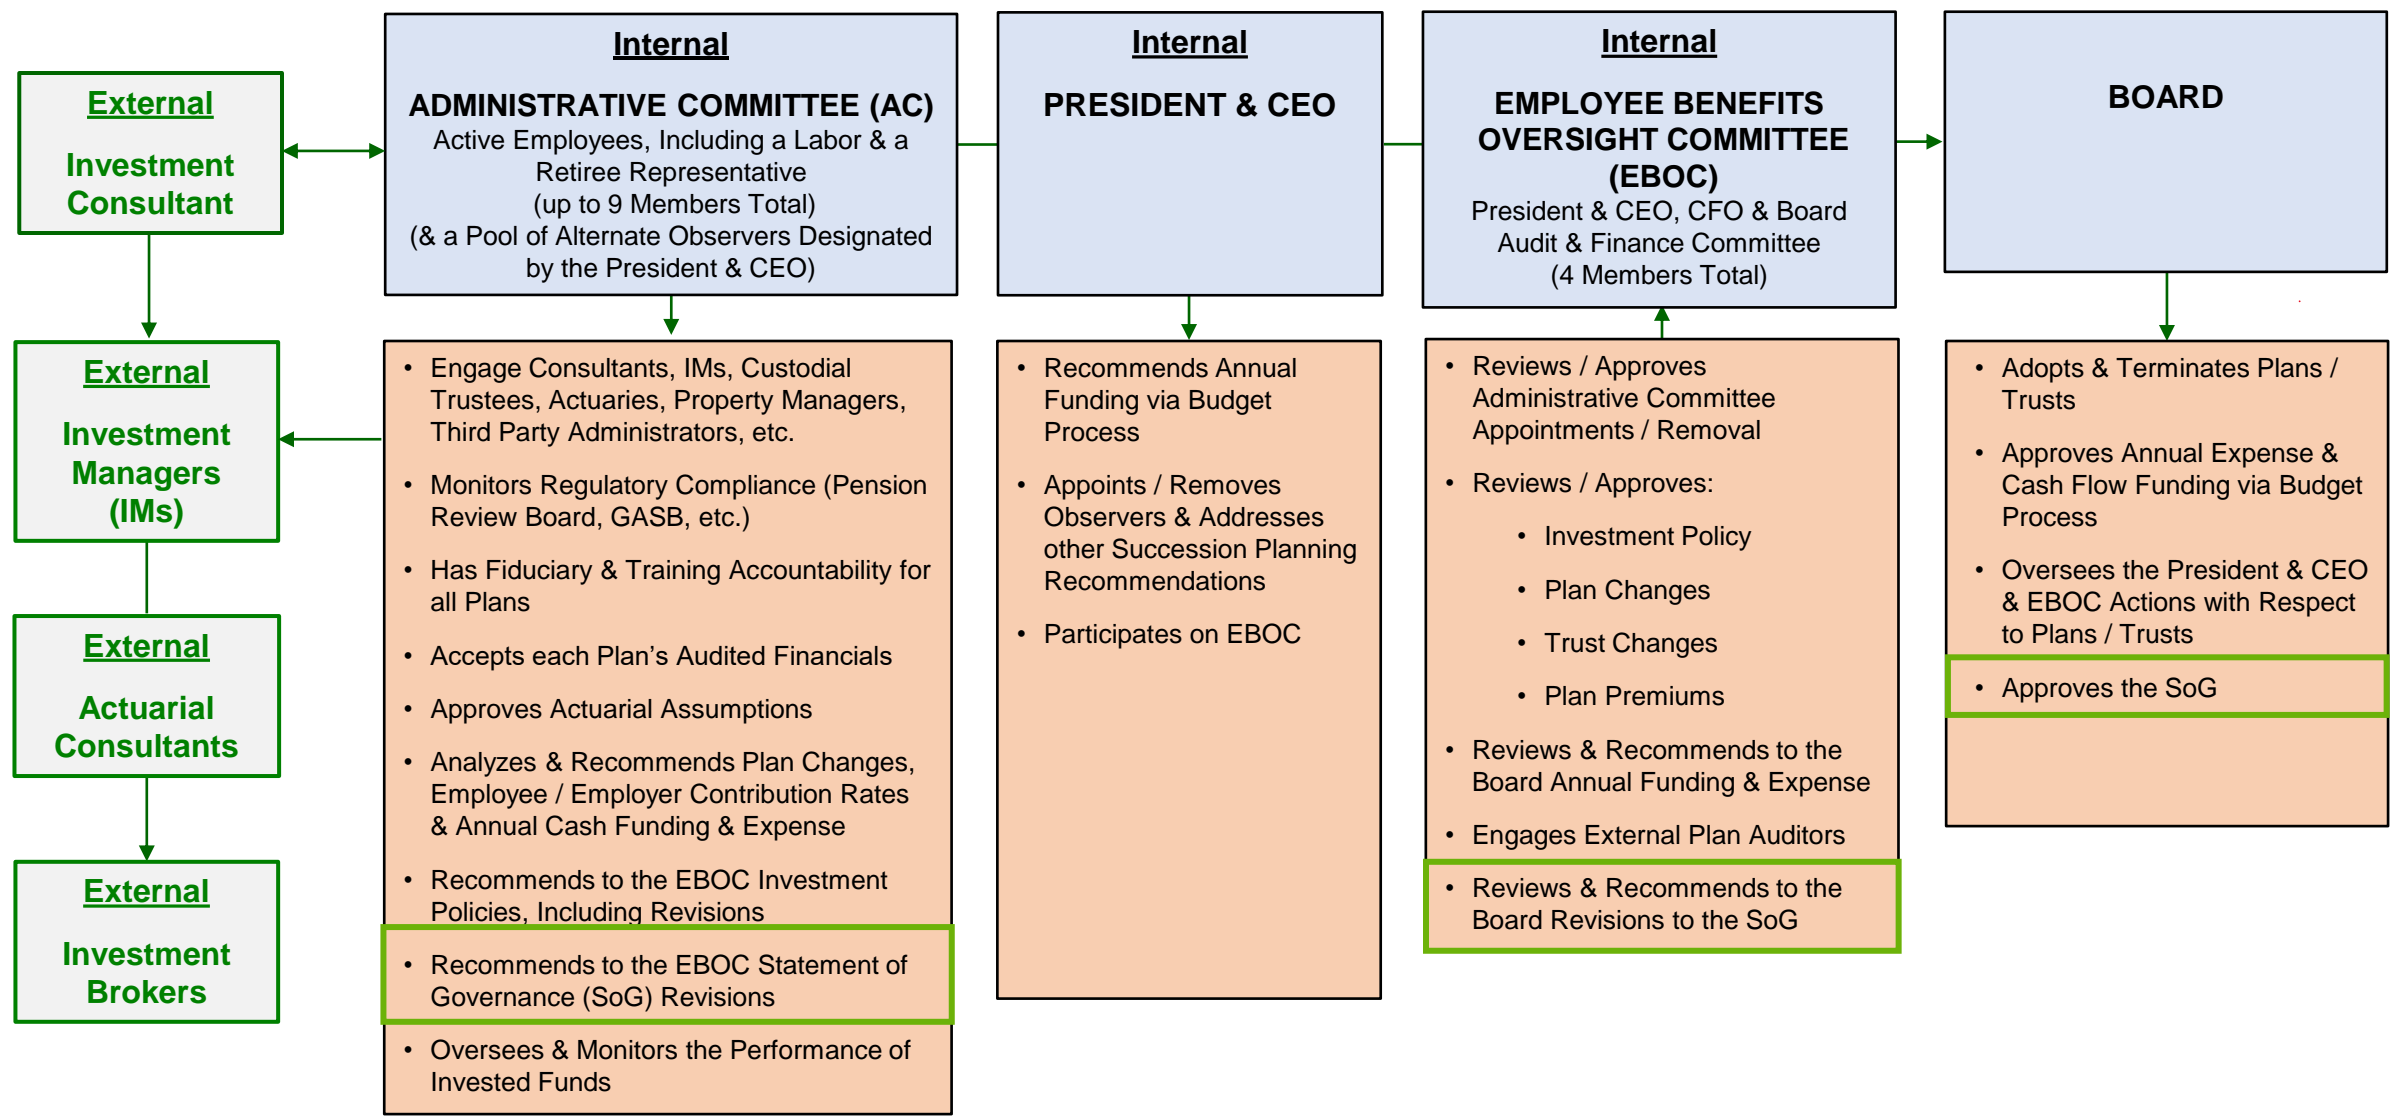 External
Investment
Consultant
External
Investment
Managers
(IMs)
External
Actuarial
Consultants
External
Investment
Brokers
Internal
ADMINISTRATIVE COMMITTEE (AC)
Active Employees, Including a Labor & a
Retiree Representative
(up to 9 Members Total)
(& a Pool of Alternate Observers Designated
by the President & CEO)
• Engage Consultants, IMs, Custodial
Trustees, Actuaries, Property Managers,
Third Party Administrators, etc.
• Monitors Regulatory Compliance (Pension
Review Board, GASB, etc.)
• Has Fiduciary & Training Accountability for
all Plans
• Accepts each Plan’s Audited Financials
• Approves Actuarial Assumptions
• Analyzes & Recommends Plan Changes,
Employee / Employer Contribution Rates
& Annual Cash Funding & Expense
• Recommends to the EBOC Investment
Policies, Including Revisions
• Recommends to the EBOC Statement of
Governance (SoG) Revisions
• Oversees & Monitors the Performance of
Invested Funds
Internal
PRESIDENT & CEO
• Recommends Annual
Funding via Budget
Process
• Appoints / Removes
Observers & Addresses
other Succession Planning
Recommendations
• Participates on EBOC
Internal
EMPLOYEE BENEFITS
OVERSIGHT COMMITTEE
(EBOC)
President & CEO, CFO & Board
Audit & Finance Committee
(4 Members Total)
• Reviews / Approves
Administrative Committee
Appointments / Removal
• Reviews / Approves:
• Investment Policy
• Plan Changes
• Trust Changes
• Plan Premiums
• Reviews & Recommends to the
Board Annual Funding & Expense
• Engages External Plan Auditors
• Reviews & Recommends to the
Board Revisions to the SoG
BOARD
• Adopts & Terminates Plans /
Trusts
• Approves Annual Expense &
Cash Flow Funding via Budget
Process
• Oversees the President & CEO
& EBOC Actions with Respect
to Plans / Trusts
• Approves the SoG